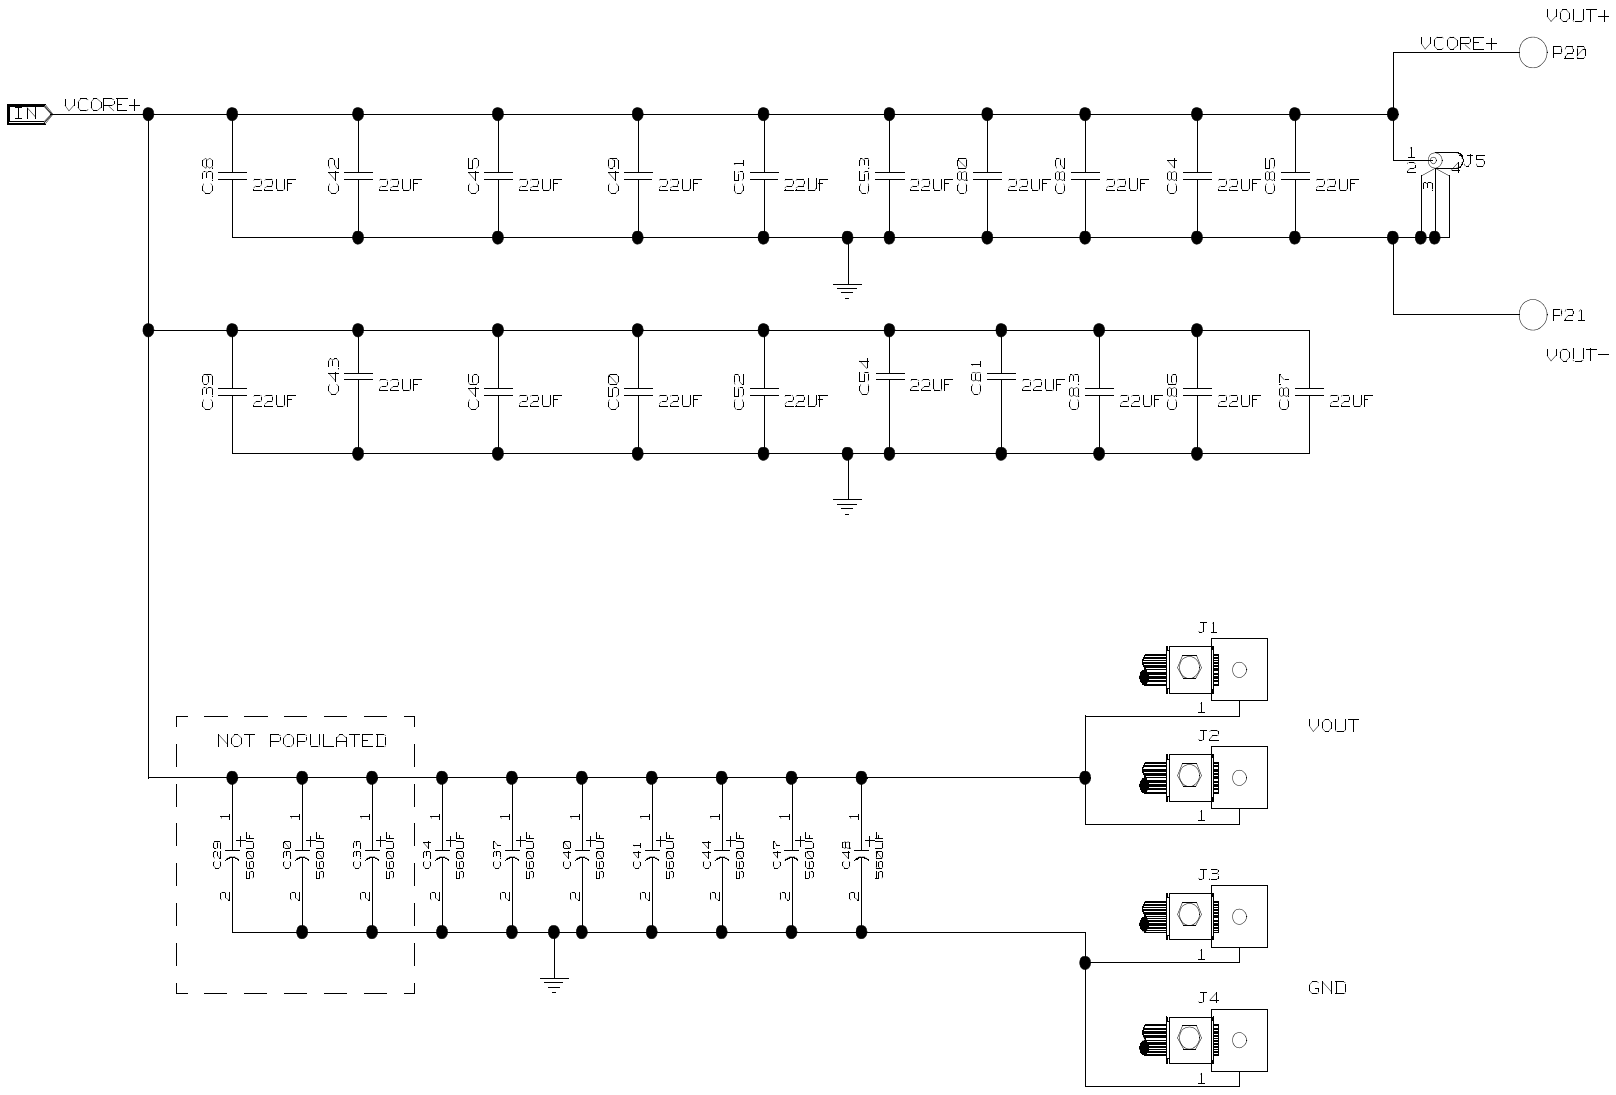 VOUT+
VCORE+
P20
IN
VCORE+
C38 22UF C42 22UF C45 22UF C49 22UF C51 22UF C53 22UF C80 22UF C82 22UF C84 22UF C85 22UF
1
2
3
4
J5
P21
VOUT-
C39 22UF C43 22UF C46 22UF C50 22UF C52 22UF C54 22UF C81 22UF C83 22UF C86 22UF C87 22UF
J1
1
VOUT
J2
1
NOT POPULATED
1 1 1 1 1 1 1 1 1 1
C29 560UF C30 560UF C33 560UF C34 560UF C37 560UF C40 560UF C41 560UF C44 560UF C47 560UF C48 560UF
2 2 2 2 2 2 2 2 2 2
J3
1
GND
J4
1